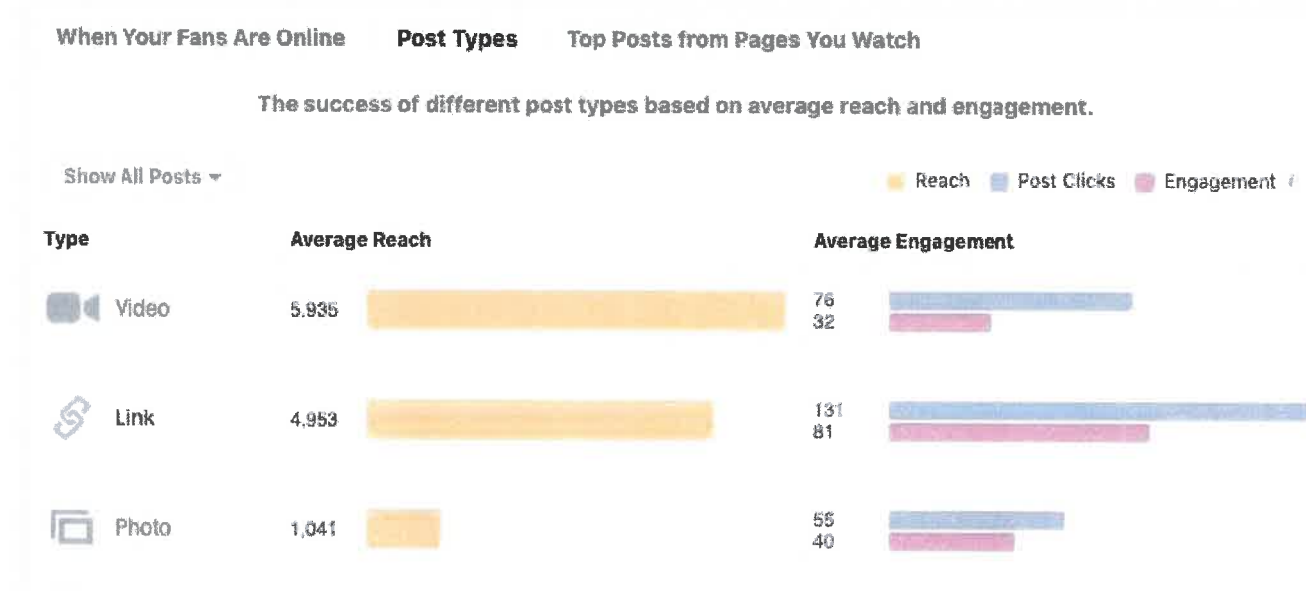 When Your Fans Are Online Post Types Top Posts from Pages You Watch
The success of different post types based on average reach and engagement.
Show All Posts
Reach Post Clicks Engagement i
Type Average Reach Average Engagement
Video 5,935 76
32
Link 4,953 131
81
Photo 1,041 55
40